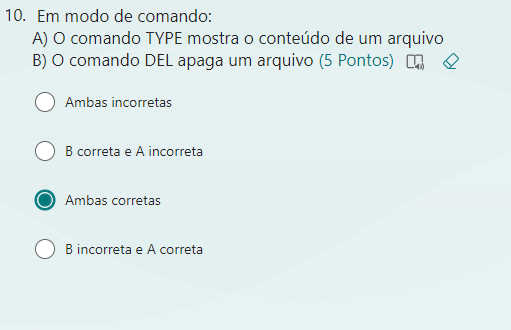 10. Em modo de comando:
A) O comando TYPE mostra o conteúdo de um arquivo
B) O comando DEL apaga um arquivo (5 Pontos)
Ambas incorretas
B correta e A incorreta
Ambas corretas
B incorreta e A correta